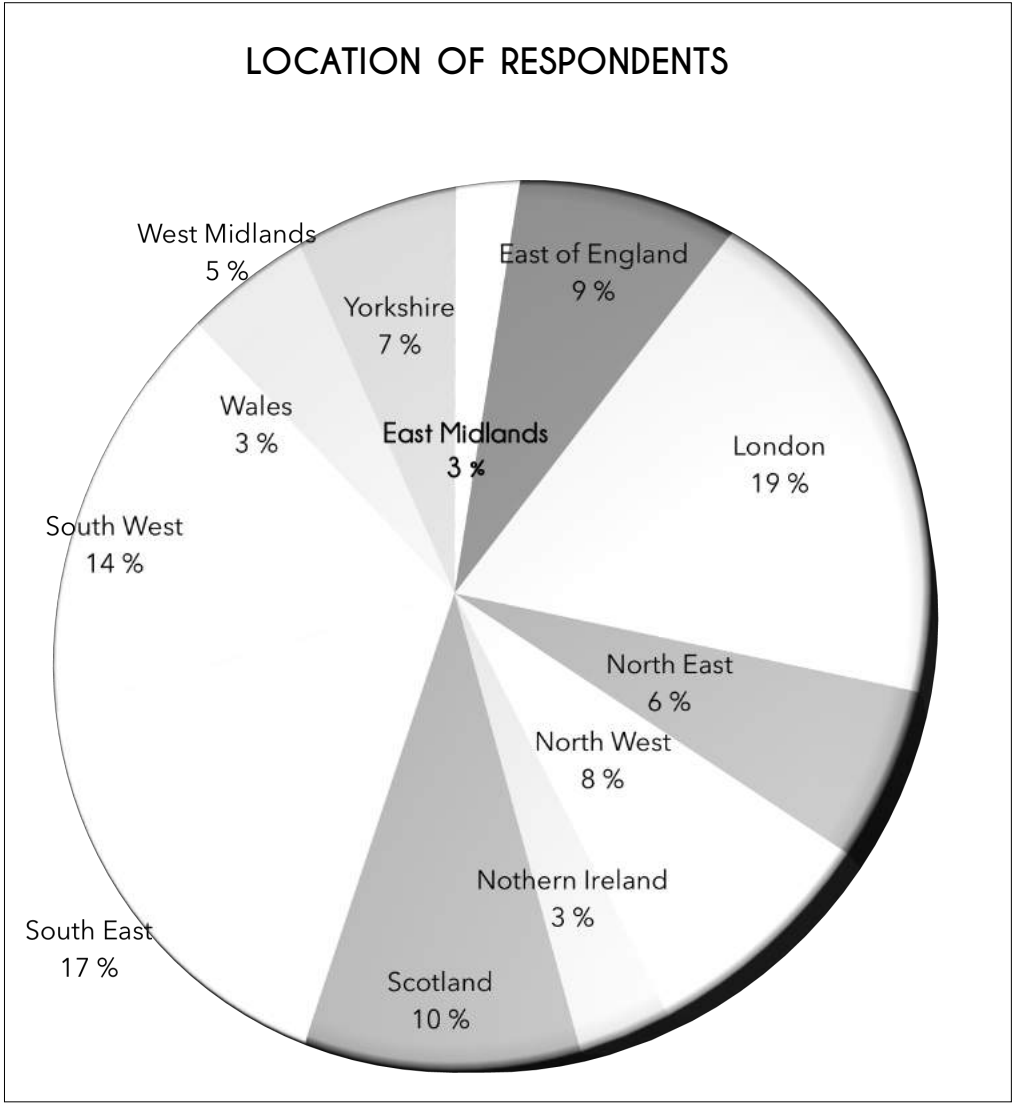 LOCATION OF RESPONDENTS
West Midlands
5 %
East of England
9 %
Yorkshire
7 %
Wales
3 %
East Midlands
3 %
London
19 %
South West
14 %
North East
6 %
North West
8 %
Nothern Ireland
3 %
South East
17 %
Scotland
10 %